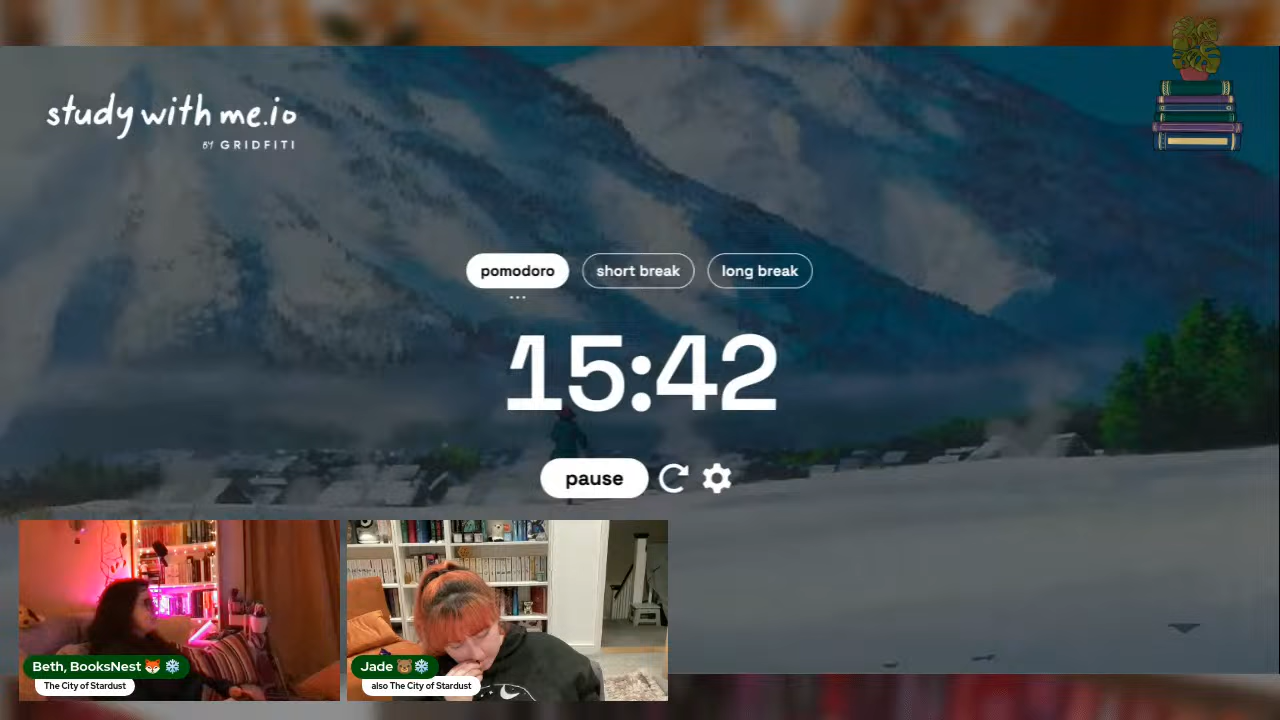 study with me.io
BY GRIDFITI
pomodoro
short break
long break
15:42
pause
Beth, BooksNest 🦊 ❄️
The City of Stardust
Jade 🐻❄️
also The City of Stardust